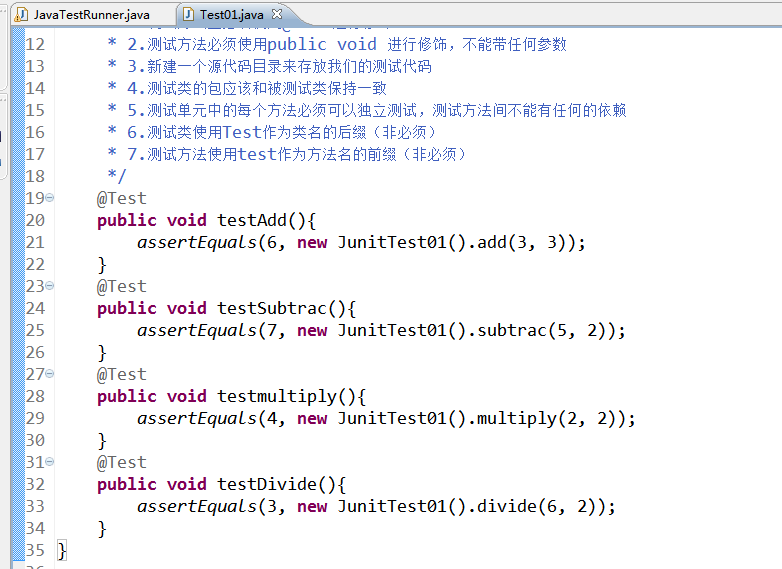 JavaTestRunner.java
Test01.java
12 * 2.测试方法必须使用public void 进行修饰，不能带任何参数
13 * 3.新建一个源代码目录来存放我们的测试代码
14 * 4.测试类的包应该和被测试类保持一致
15 * 5.测试单元中的每个方法必须可以独立测试，测试方法间不能有任何的依赖
16 * 6.测试类使用Test作为类名的后缀（非必须）
17 * 7.测试方法使用test作为方法名的前缀（非必须）
18 */
19 @Test
20 public void testAdd(){
21 assertEquals(6, new JunitTest01().add(3, 3));
22 }
23 @Test
24 public void testSubtrac(){
25 assertEquals(7, new JunitTest01().subtrac(5, 2));
26 }
27 @Test
28 public void testmultiply(){
29 assertEquals(4, new JunitTest01().multiply(2, 2));
30 }
31 @Test
32 public void testDivide(){
33 assertEquals(3, new JunitTest01().divide(6, 2));
34 }
35 }